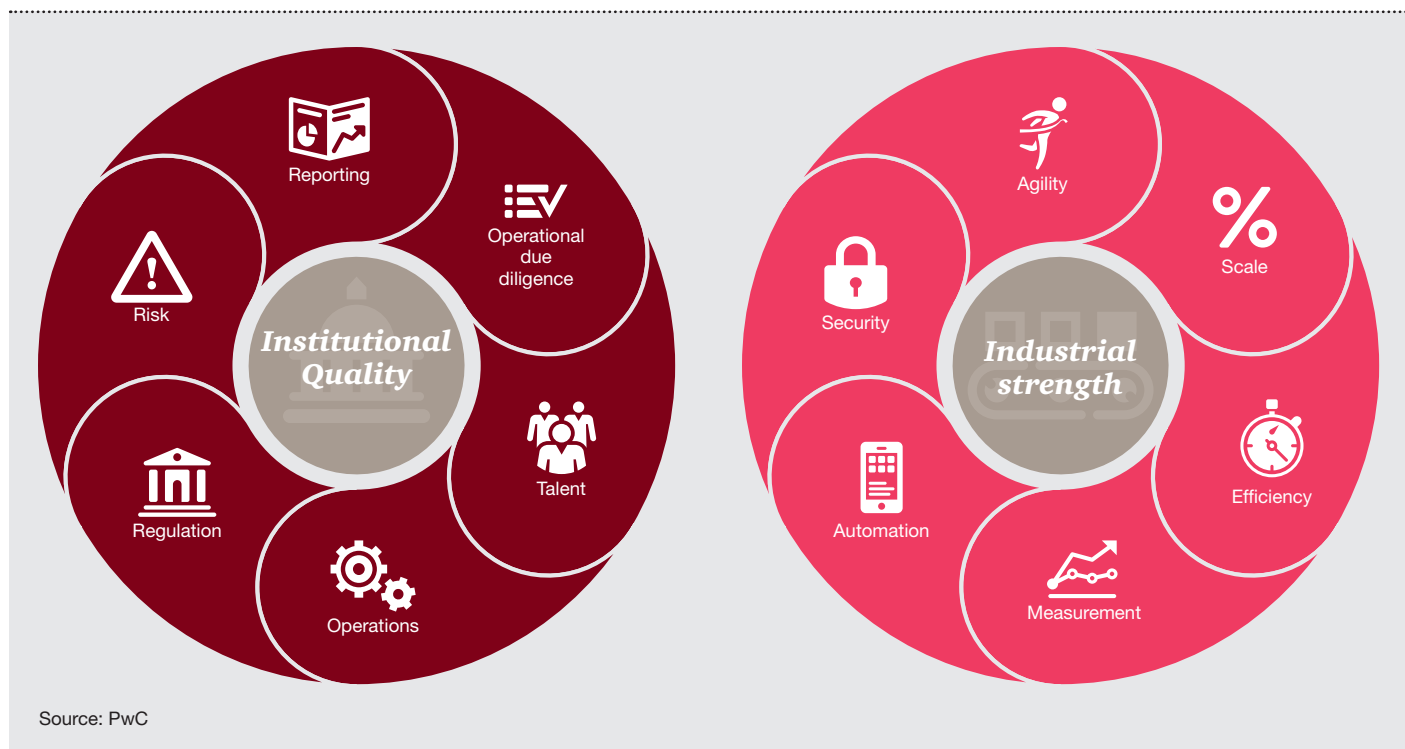 Reporting
Operational
due
diligence
Talent
Operations
Regulation
Risk
Institutional
Quality
Agility
Scale
Efficiency
Measurement
Automation
Security
Industrial
strength
Source: PwC